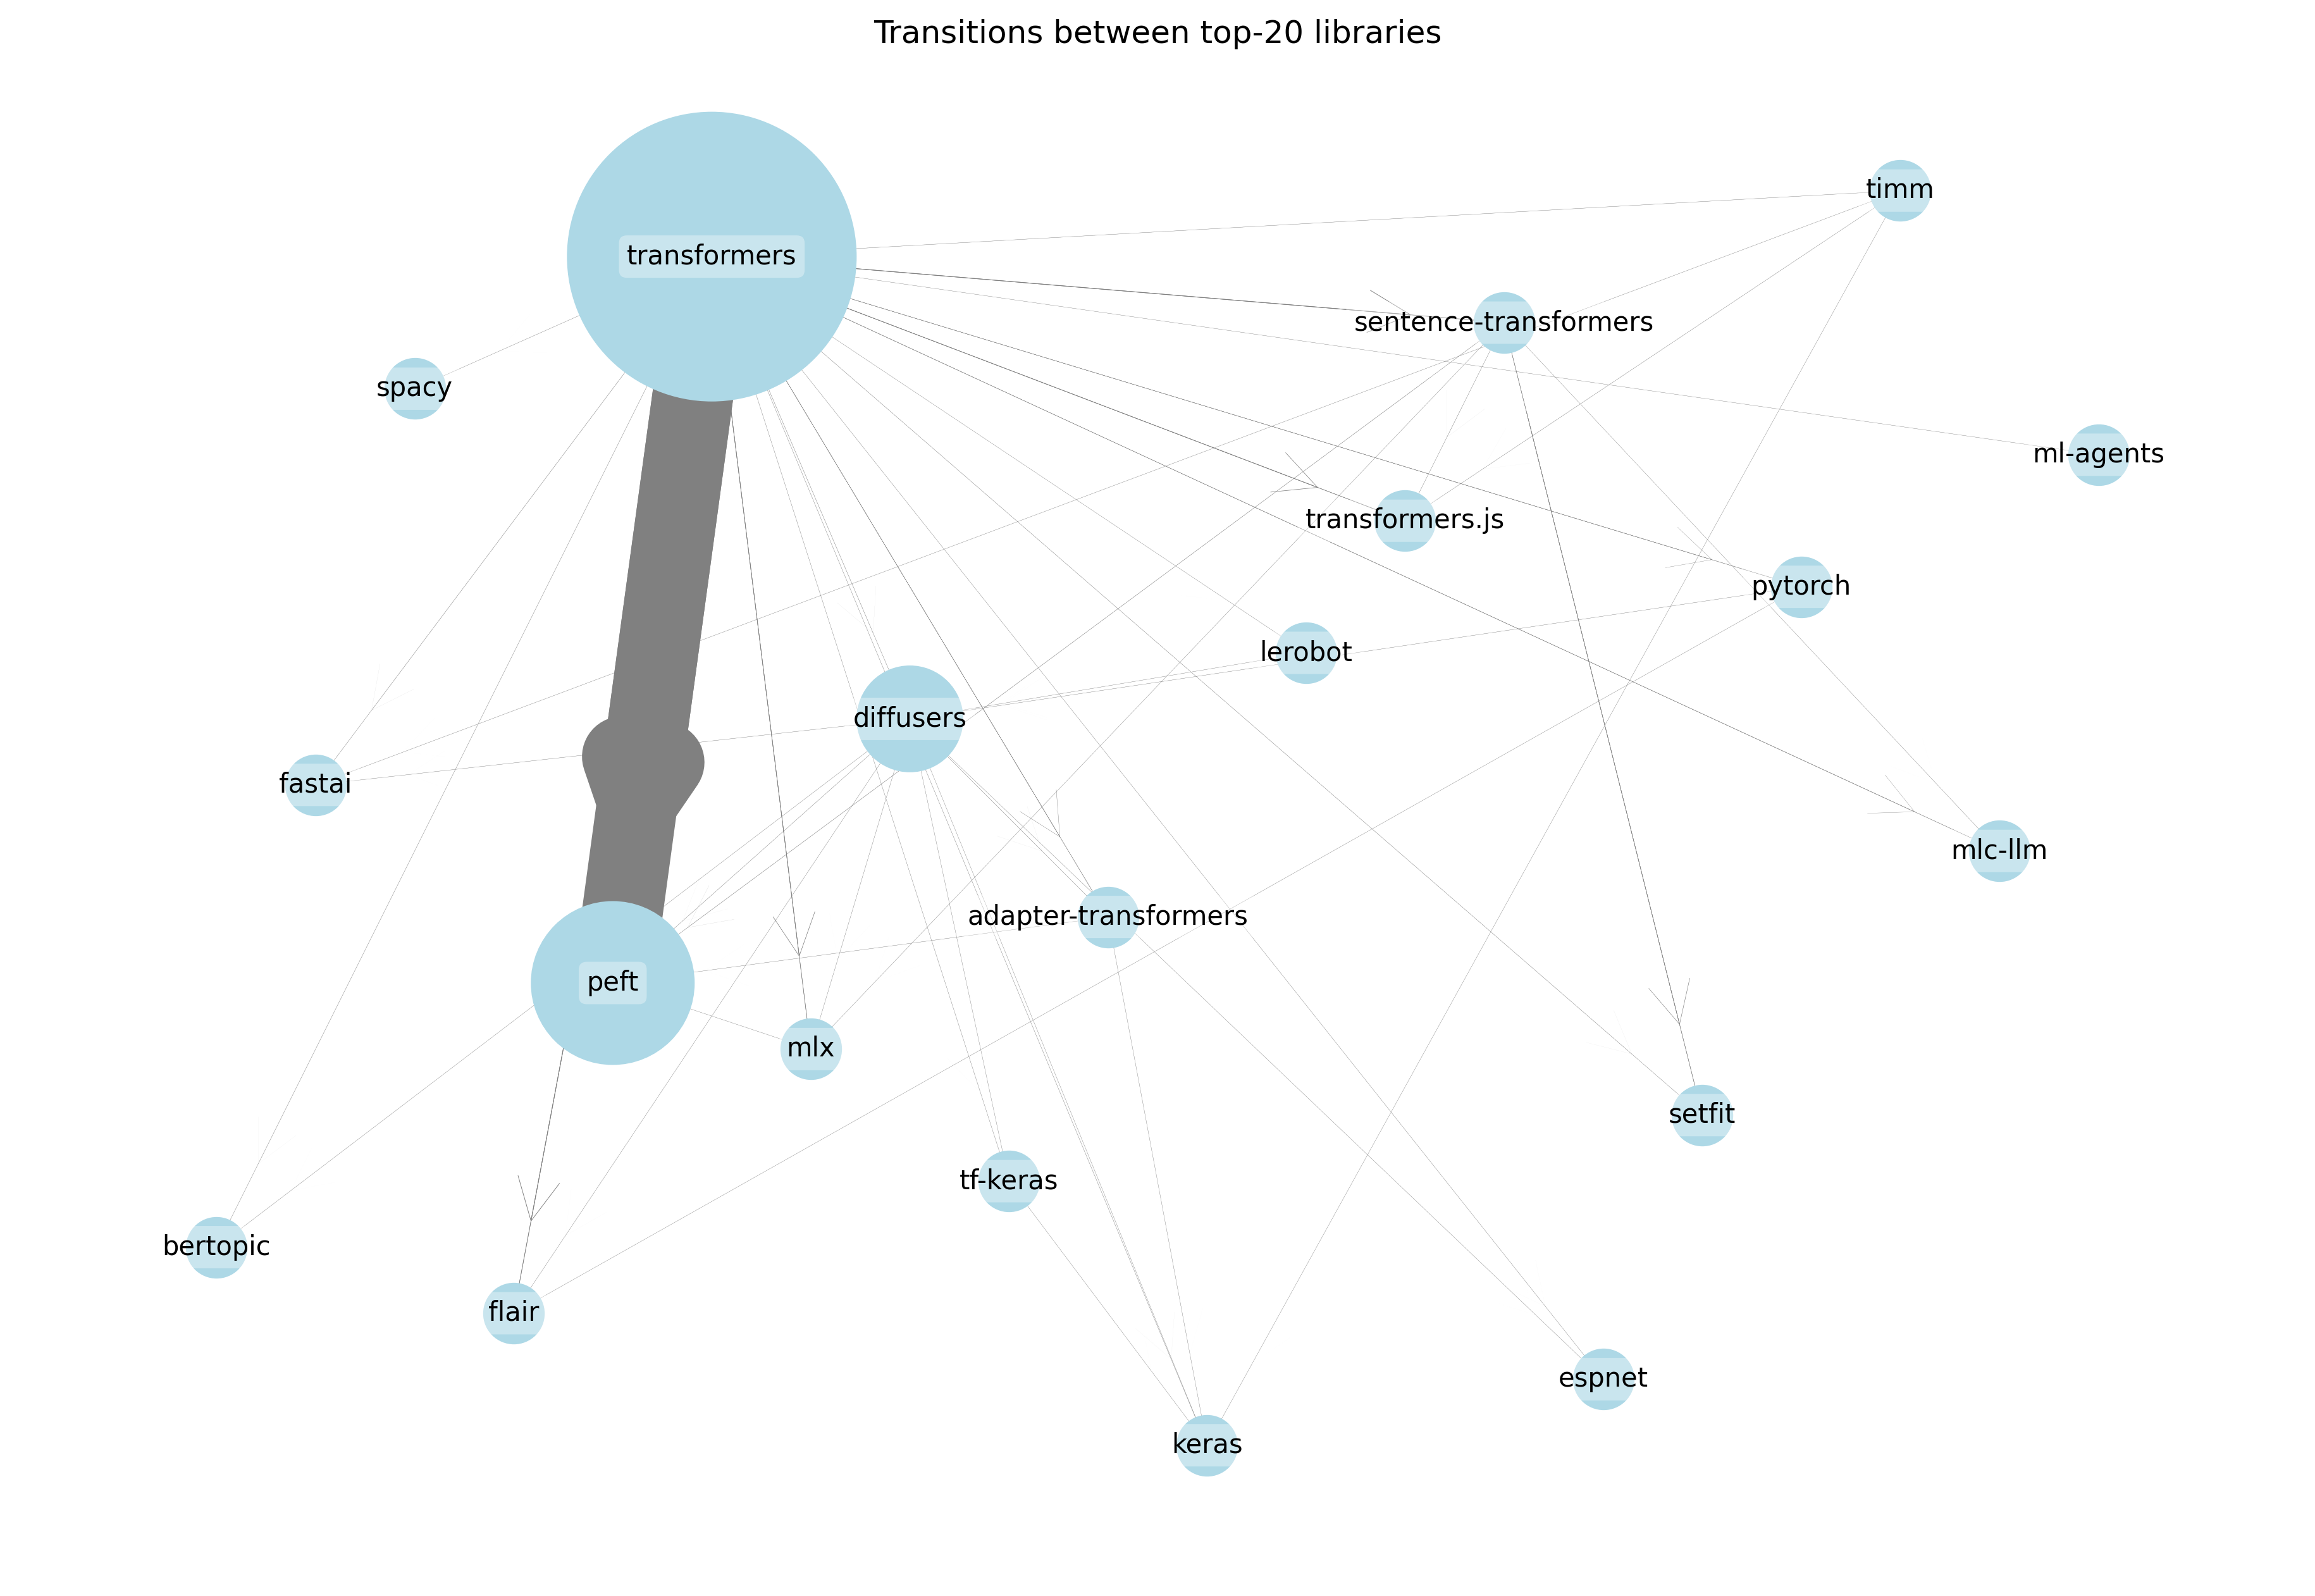 Transitions between top-20 libraries
timm
transformers
sentence-transformers
spacy
ml-agents
transformers.js
pytorch
lerobot
diffusers
fastai
mlc-llm
adapter-transformers
peft
mlx
setfit
tf-keras
bertopic
flair
espnet
keras